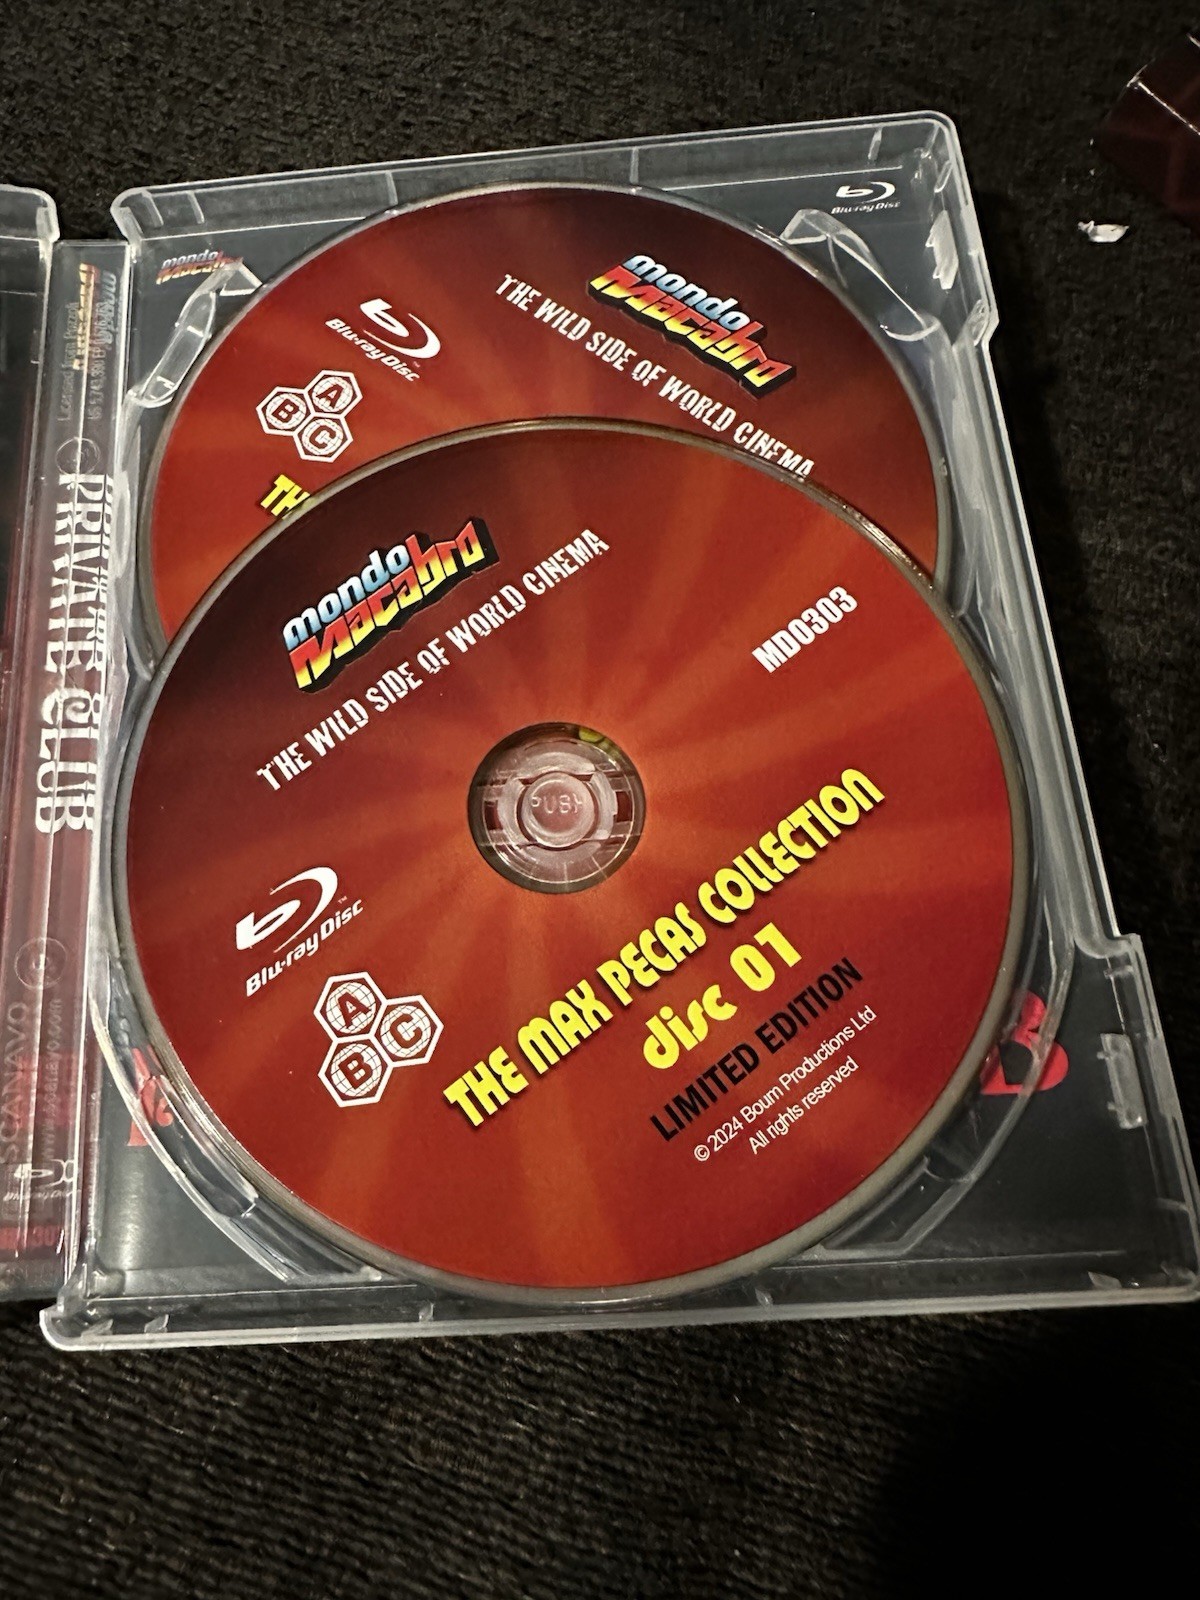 Blu-ray Disc
mondo
Macabro
mondo
Macabro
THE WILD SIDE OF WORLD CINEMA
Blu-ray Disc
A
B
C
TH
mondo
Macabro
THE WILD SIDE OF WORLD CINEMA
MDO303
PUSH
Blu-ray Disc
A
B
C
THE MAX PECAS COLLECTION
disc 01
LIMITED EDITION
© 2024 Boum Productions Ltd
All rights reserved
PRIVATE CLUB